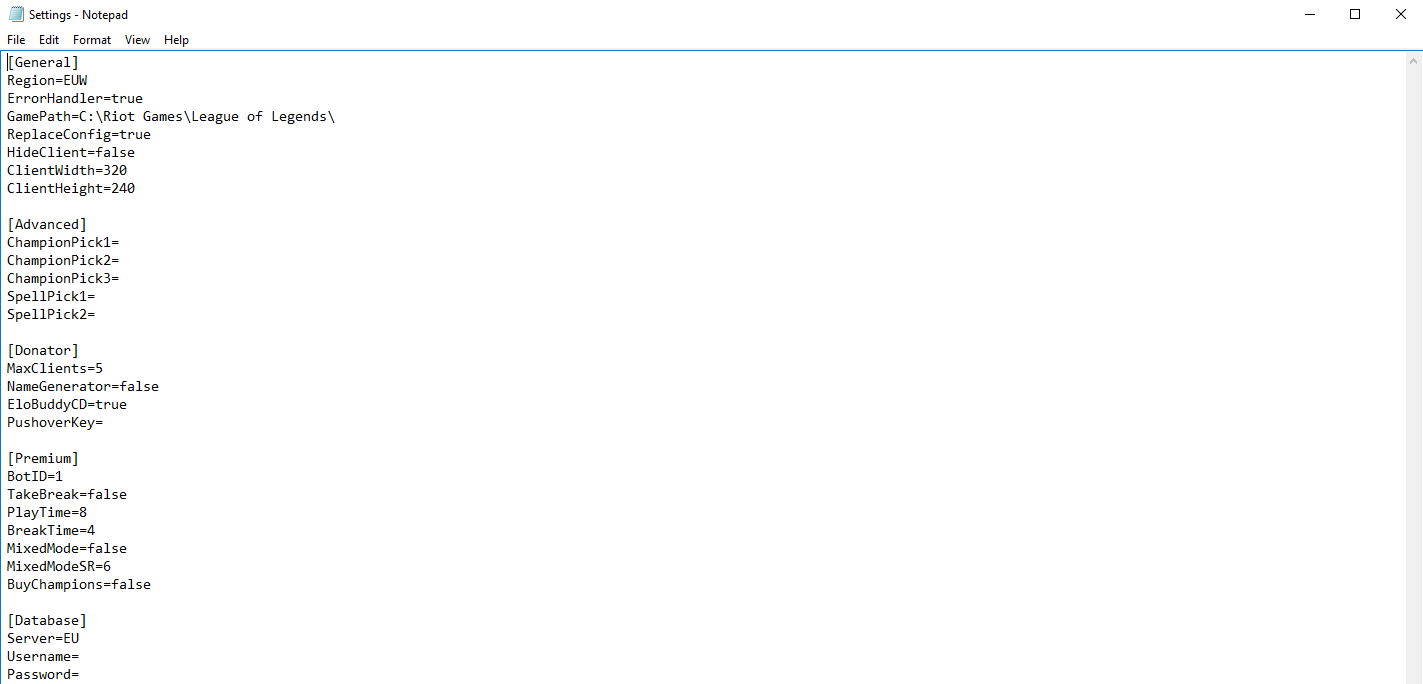 Settings - Notepad
File Edit Format View Help
[General]
Region=EUW
ErrorHandler=true
GamePath=C:\Riot Games\League of Legends\
ReplaceConfig=true
HideClient=false
ClientWidth=320
ClientHeight=240
[Advanced]
ChampionPick1=
ChampionPick2=
ChampionPick3=
SpellPick1=
SpellPick2=
[Donator]
MaxClients=5
NameGenerator=false
EloBuddyCD=true
PushoverKey=
[Premium]
BotID=1
TakeBreak=false
PlayTime=8
BreakTime=4
MixedMode=false
MixedModeSR=6
BuyChampions=false
[Database]
Server=EU
Username=
Password=